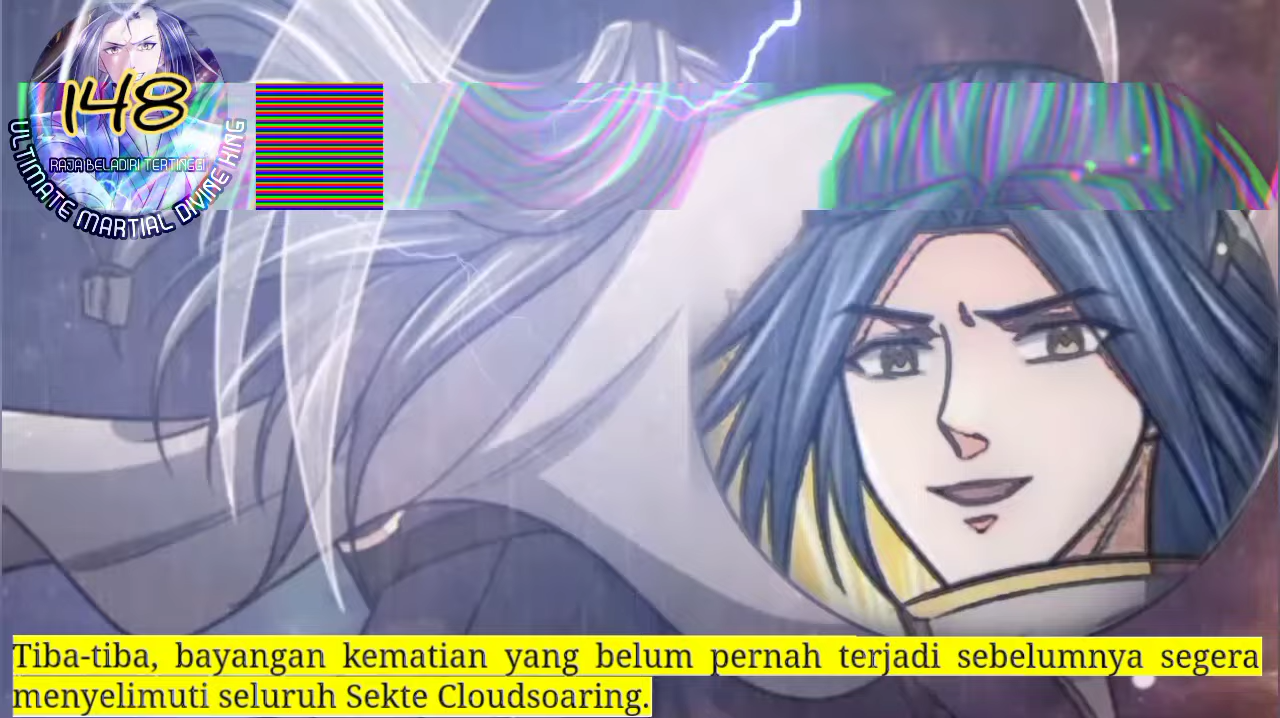 148
RAJA BELADIRI TERTINGGI
ULTIMATE MARTIAL DIVINE KING
Tiba-tiba, bayangan kematian yang belum pernah terjadi sebelumnya segera
menyelimuti seluruh Sekte Cloudsoaring.